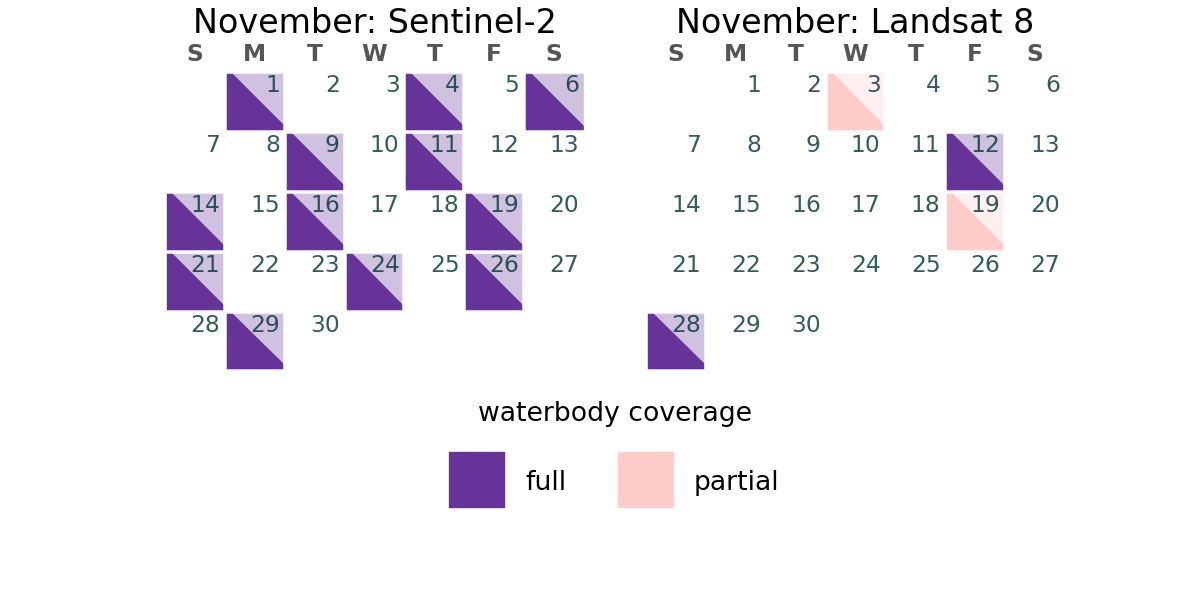 November: Sentinel-2
S M T W T F S
1 2 3 4 5 6
7 8 9 10 11 12 13
14 15 16 17 18 19 20
21 22 23 24 25 26 27
28 29 30
November: Landsat 8
S M T W T F S
1 2 3 4 5 6
7 8 9 10 11 12 13
14 15 16 17 18 19 20
21 22 23 24 25 26 27
28 29 30
waterbody coverage
full
partial